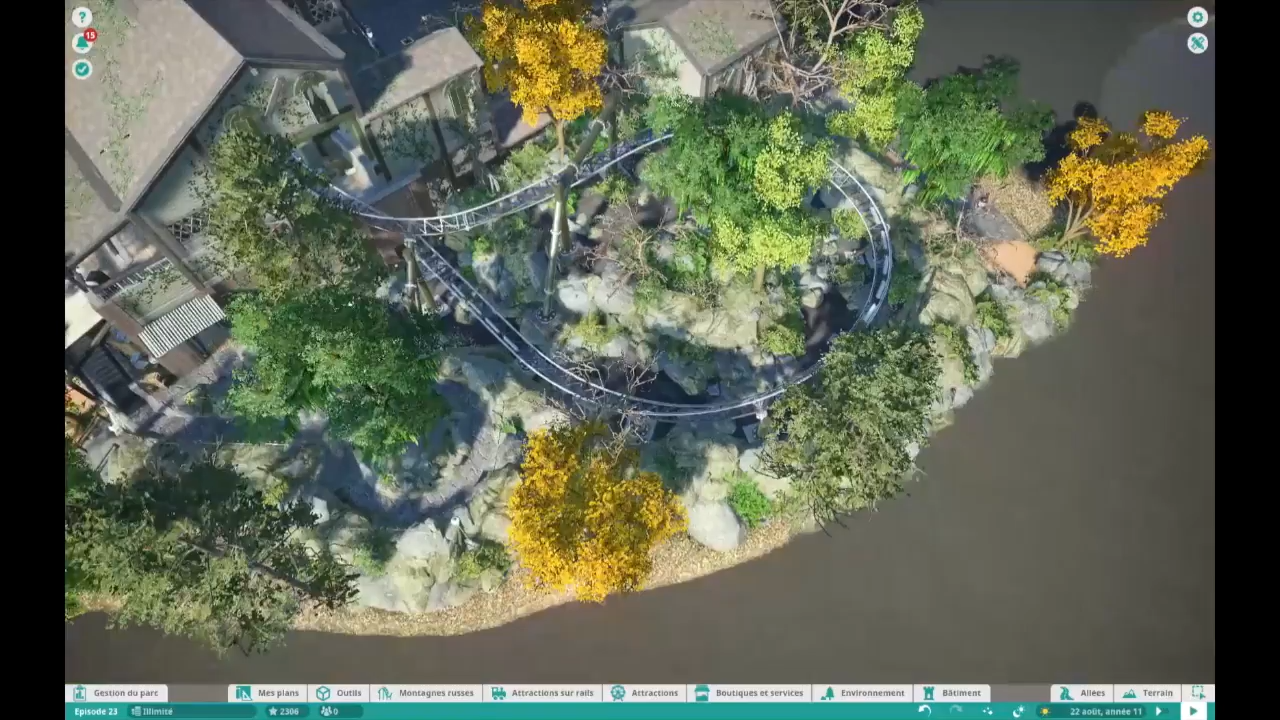 15
Gestion du parc
Mes plans
Outils
Montagnes russes
Attractions sur rails
Attractions
Boutiques et services
Environnement
Bâtiment
Allées
Terrain
Episode 23
Illimité
2306
0
22 août, année 11